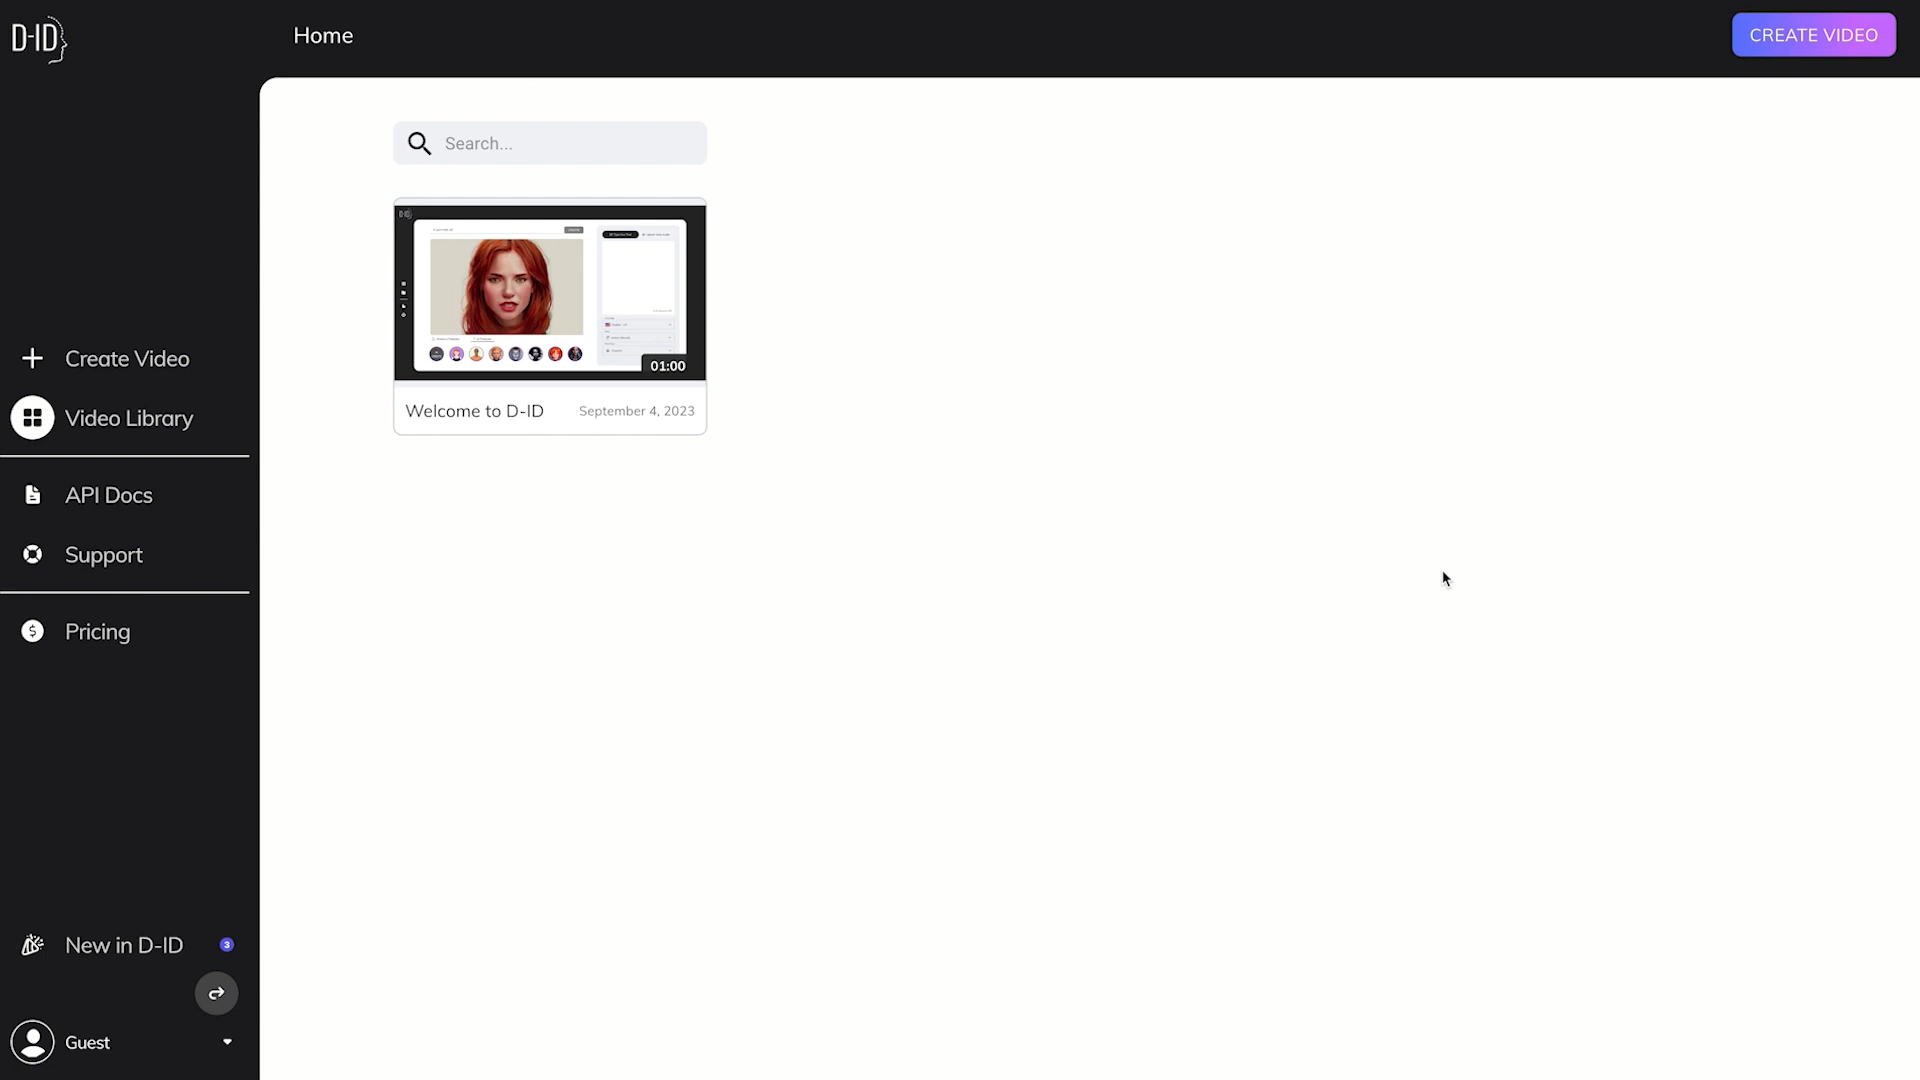 D-ID
Home
CREATE VIDEO
Search...
D-ID
01:00
Welcome to D-ID
September 4, 2023
Create Video
Video Library
API Docs
Support
$
Pricing
New in D-ID
3
Guest